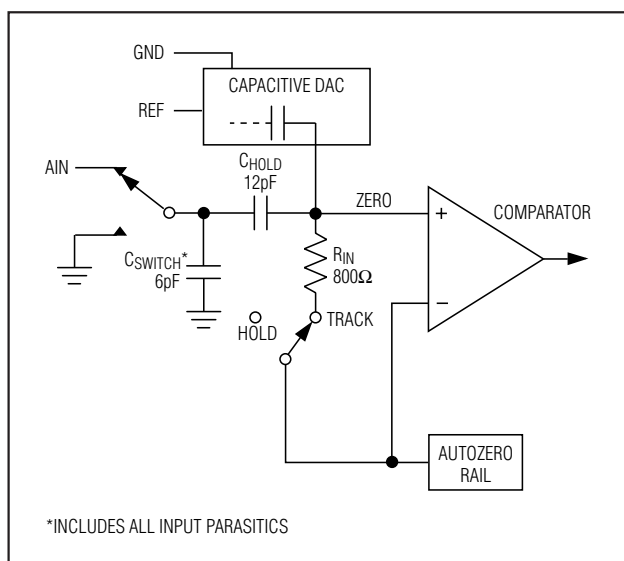 GND
CAPACITIVE DAC
REF
AIN
CHOLD
12pF
ZERO
COMPARATOR
+
−
CSWITCH*
6pF
RIN
800Ω
HOLD
TRACK
AUTOZERO
RAIL
*INCLUDES ALL INPUT PARASITICS